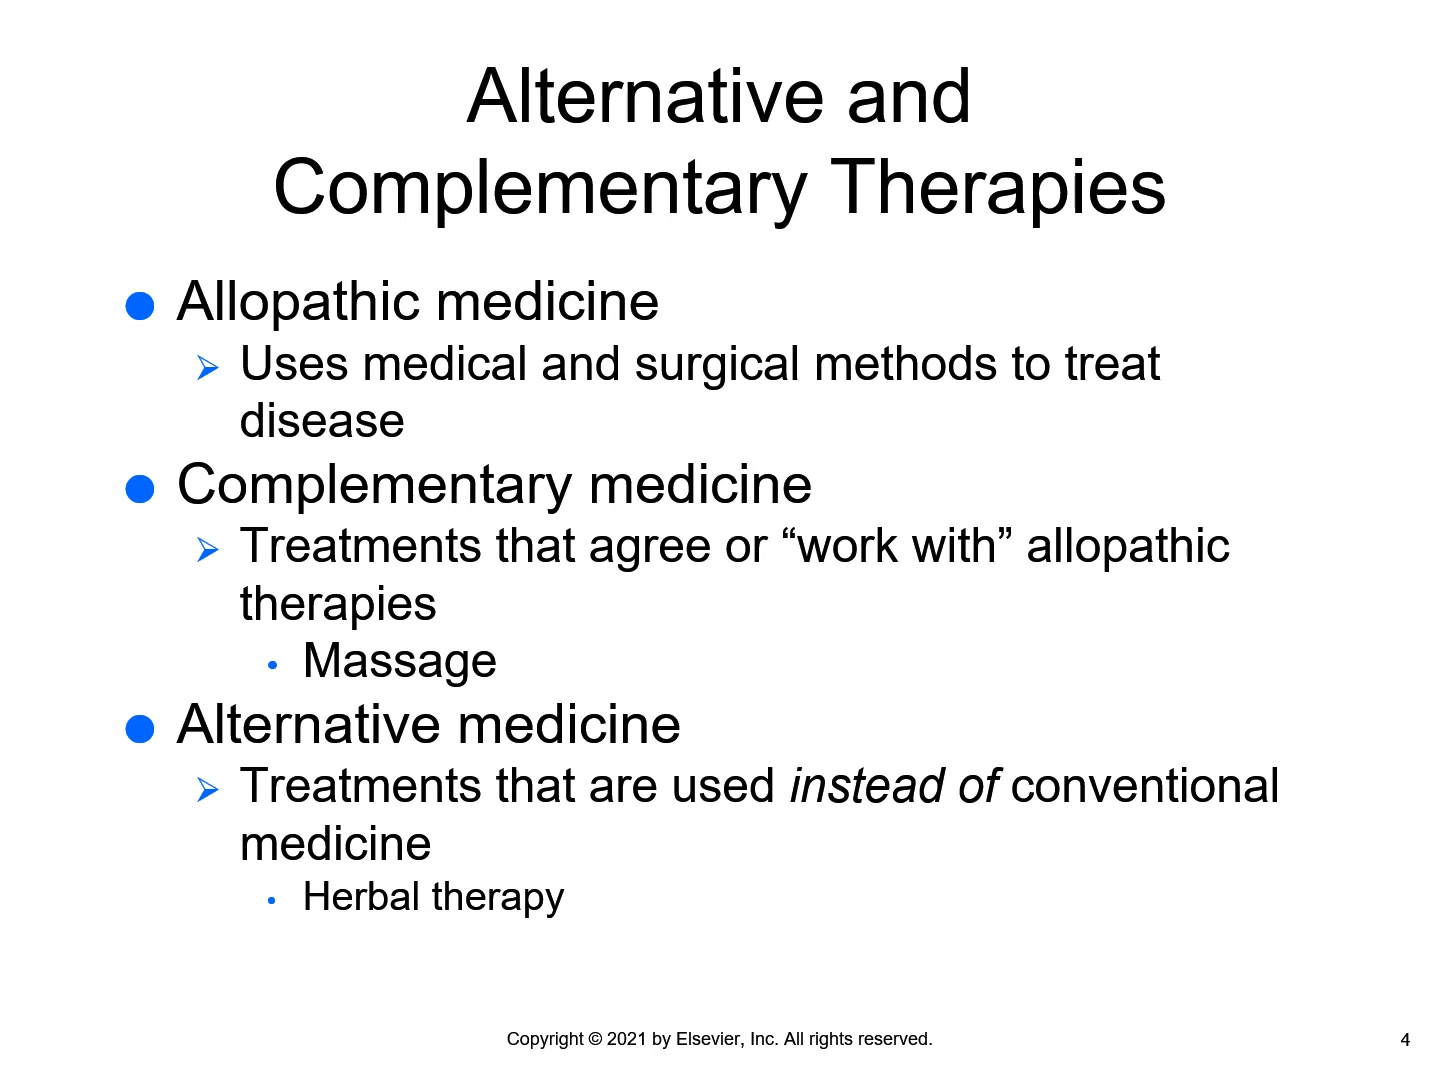 Alternative and
Complementary Therapies
Allopathic medicine
Uses medical and surgical methods to treat
disease
Complementary medicine
Treatments that agree or “work with” allopathic
therapies
Massage
Alternative medicine
Treatments that are used instead of conventional
medicine
Herbal therapy
Copyright © 2021 by Elsevier, Inc. All rights reserved.
4